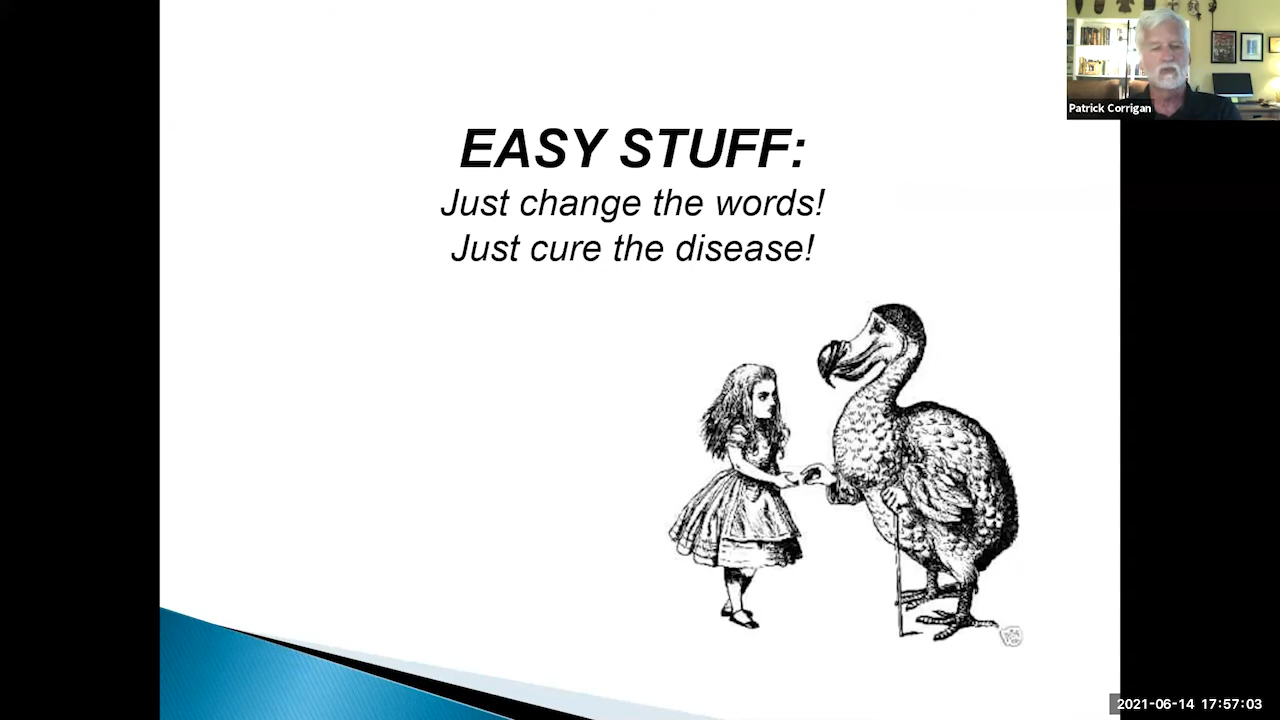 Patrick Corrigan
EASY STUFF:
Just change the words!
Just cure the disease!
2021-06-14 17:57:03